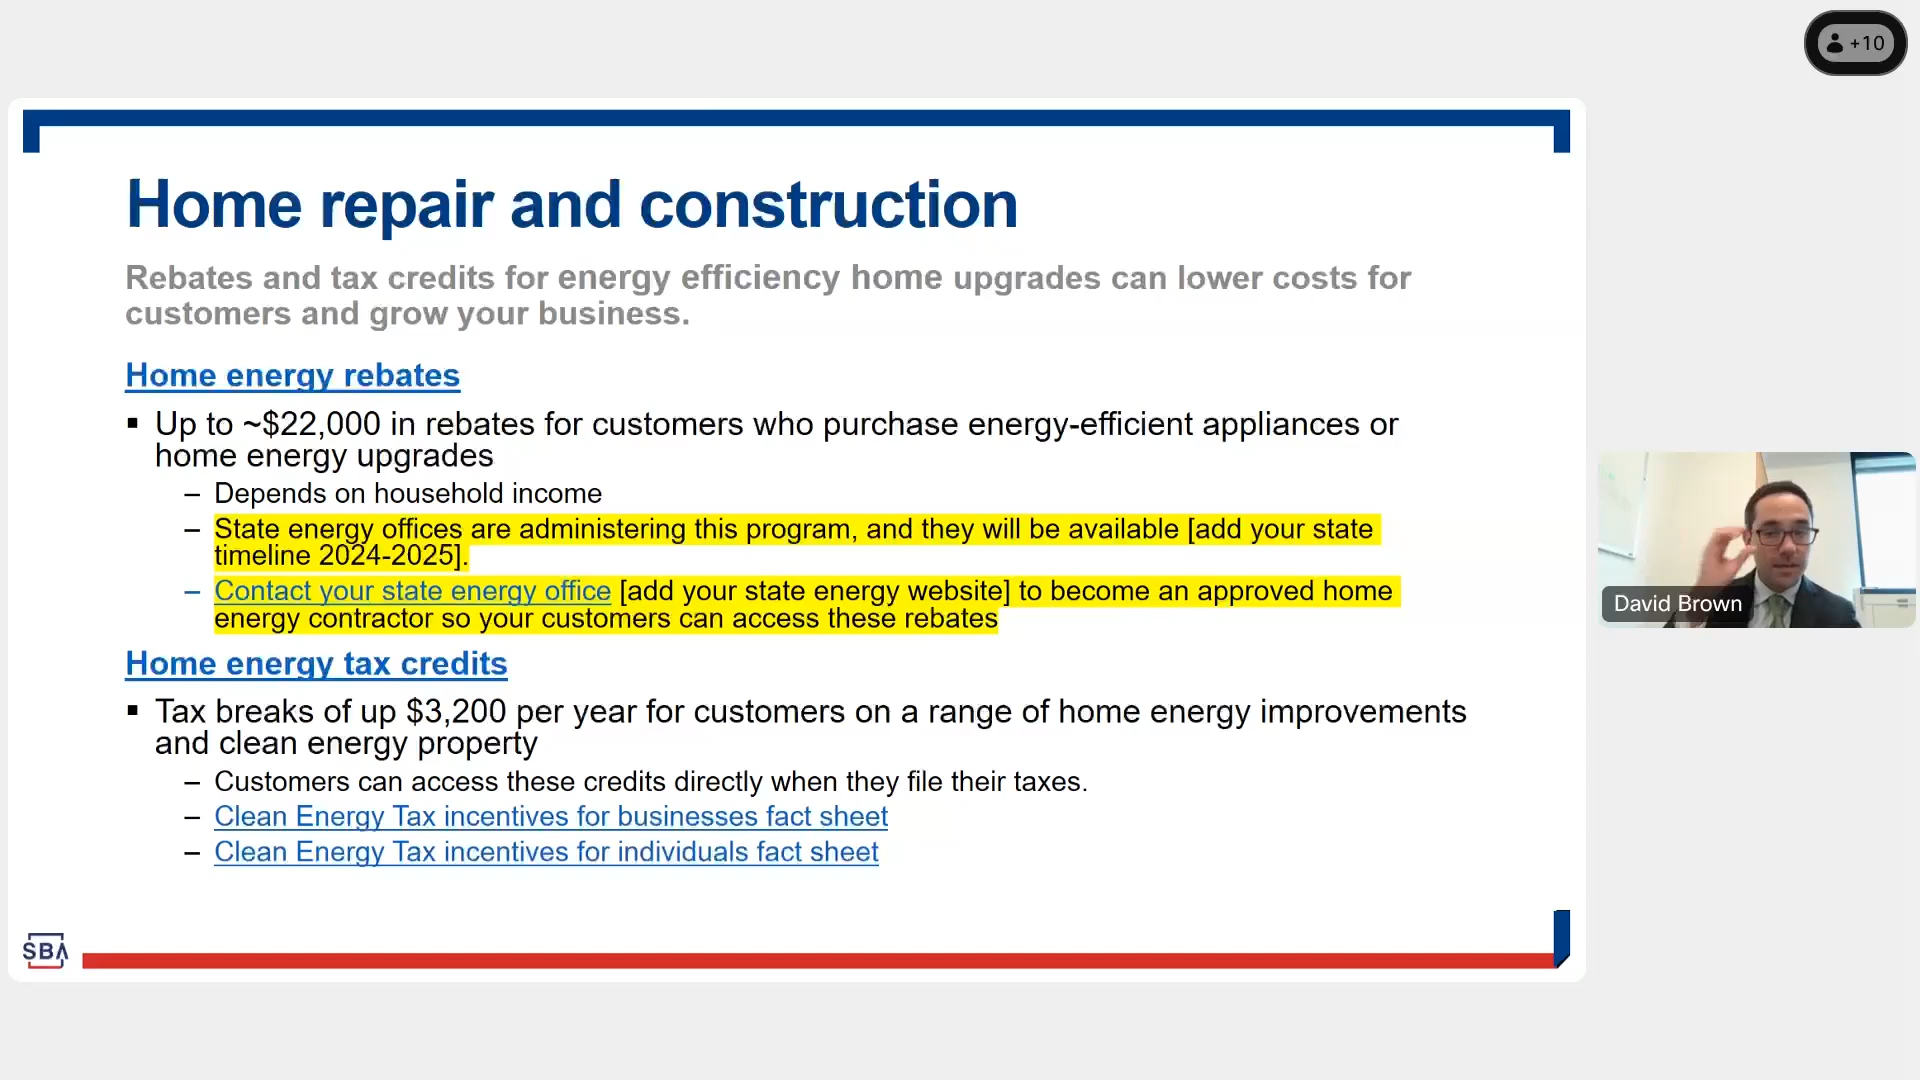 +10
Home repair and construction
Rebates and tax credits for energy efficiency home upgrades can lower costs for
customers and grow your business.
Home energy rebates
▪ Up to ~$22,000 in rebates for customers who purchase energy-efficient appliances or
home energy upgrades
– Depends on household income
– State energy offices are administering this program, and they will be available [add your state
timeline 2024-2025].
– Contact your state energy office [add your state energy website] to become an approved home
energy contractor so your customers can access these rebates
David Brown
Home energy tax credits
▪ Tax breaks of up $3,200 per year for customers on a range of home energy improvements
and clean energy property
– Customers can access these credits directly when they file their taxes.
– Clean Energy Tax incentives for businesses fact sheet
– Clean Energy Tax incentives for individuals fact sheet
SBA